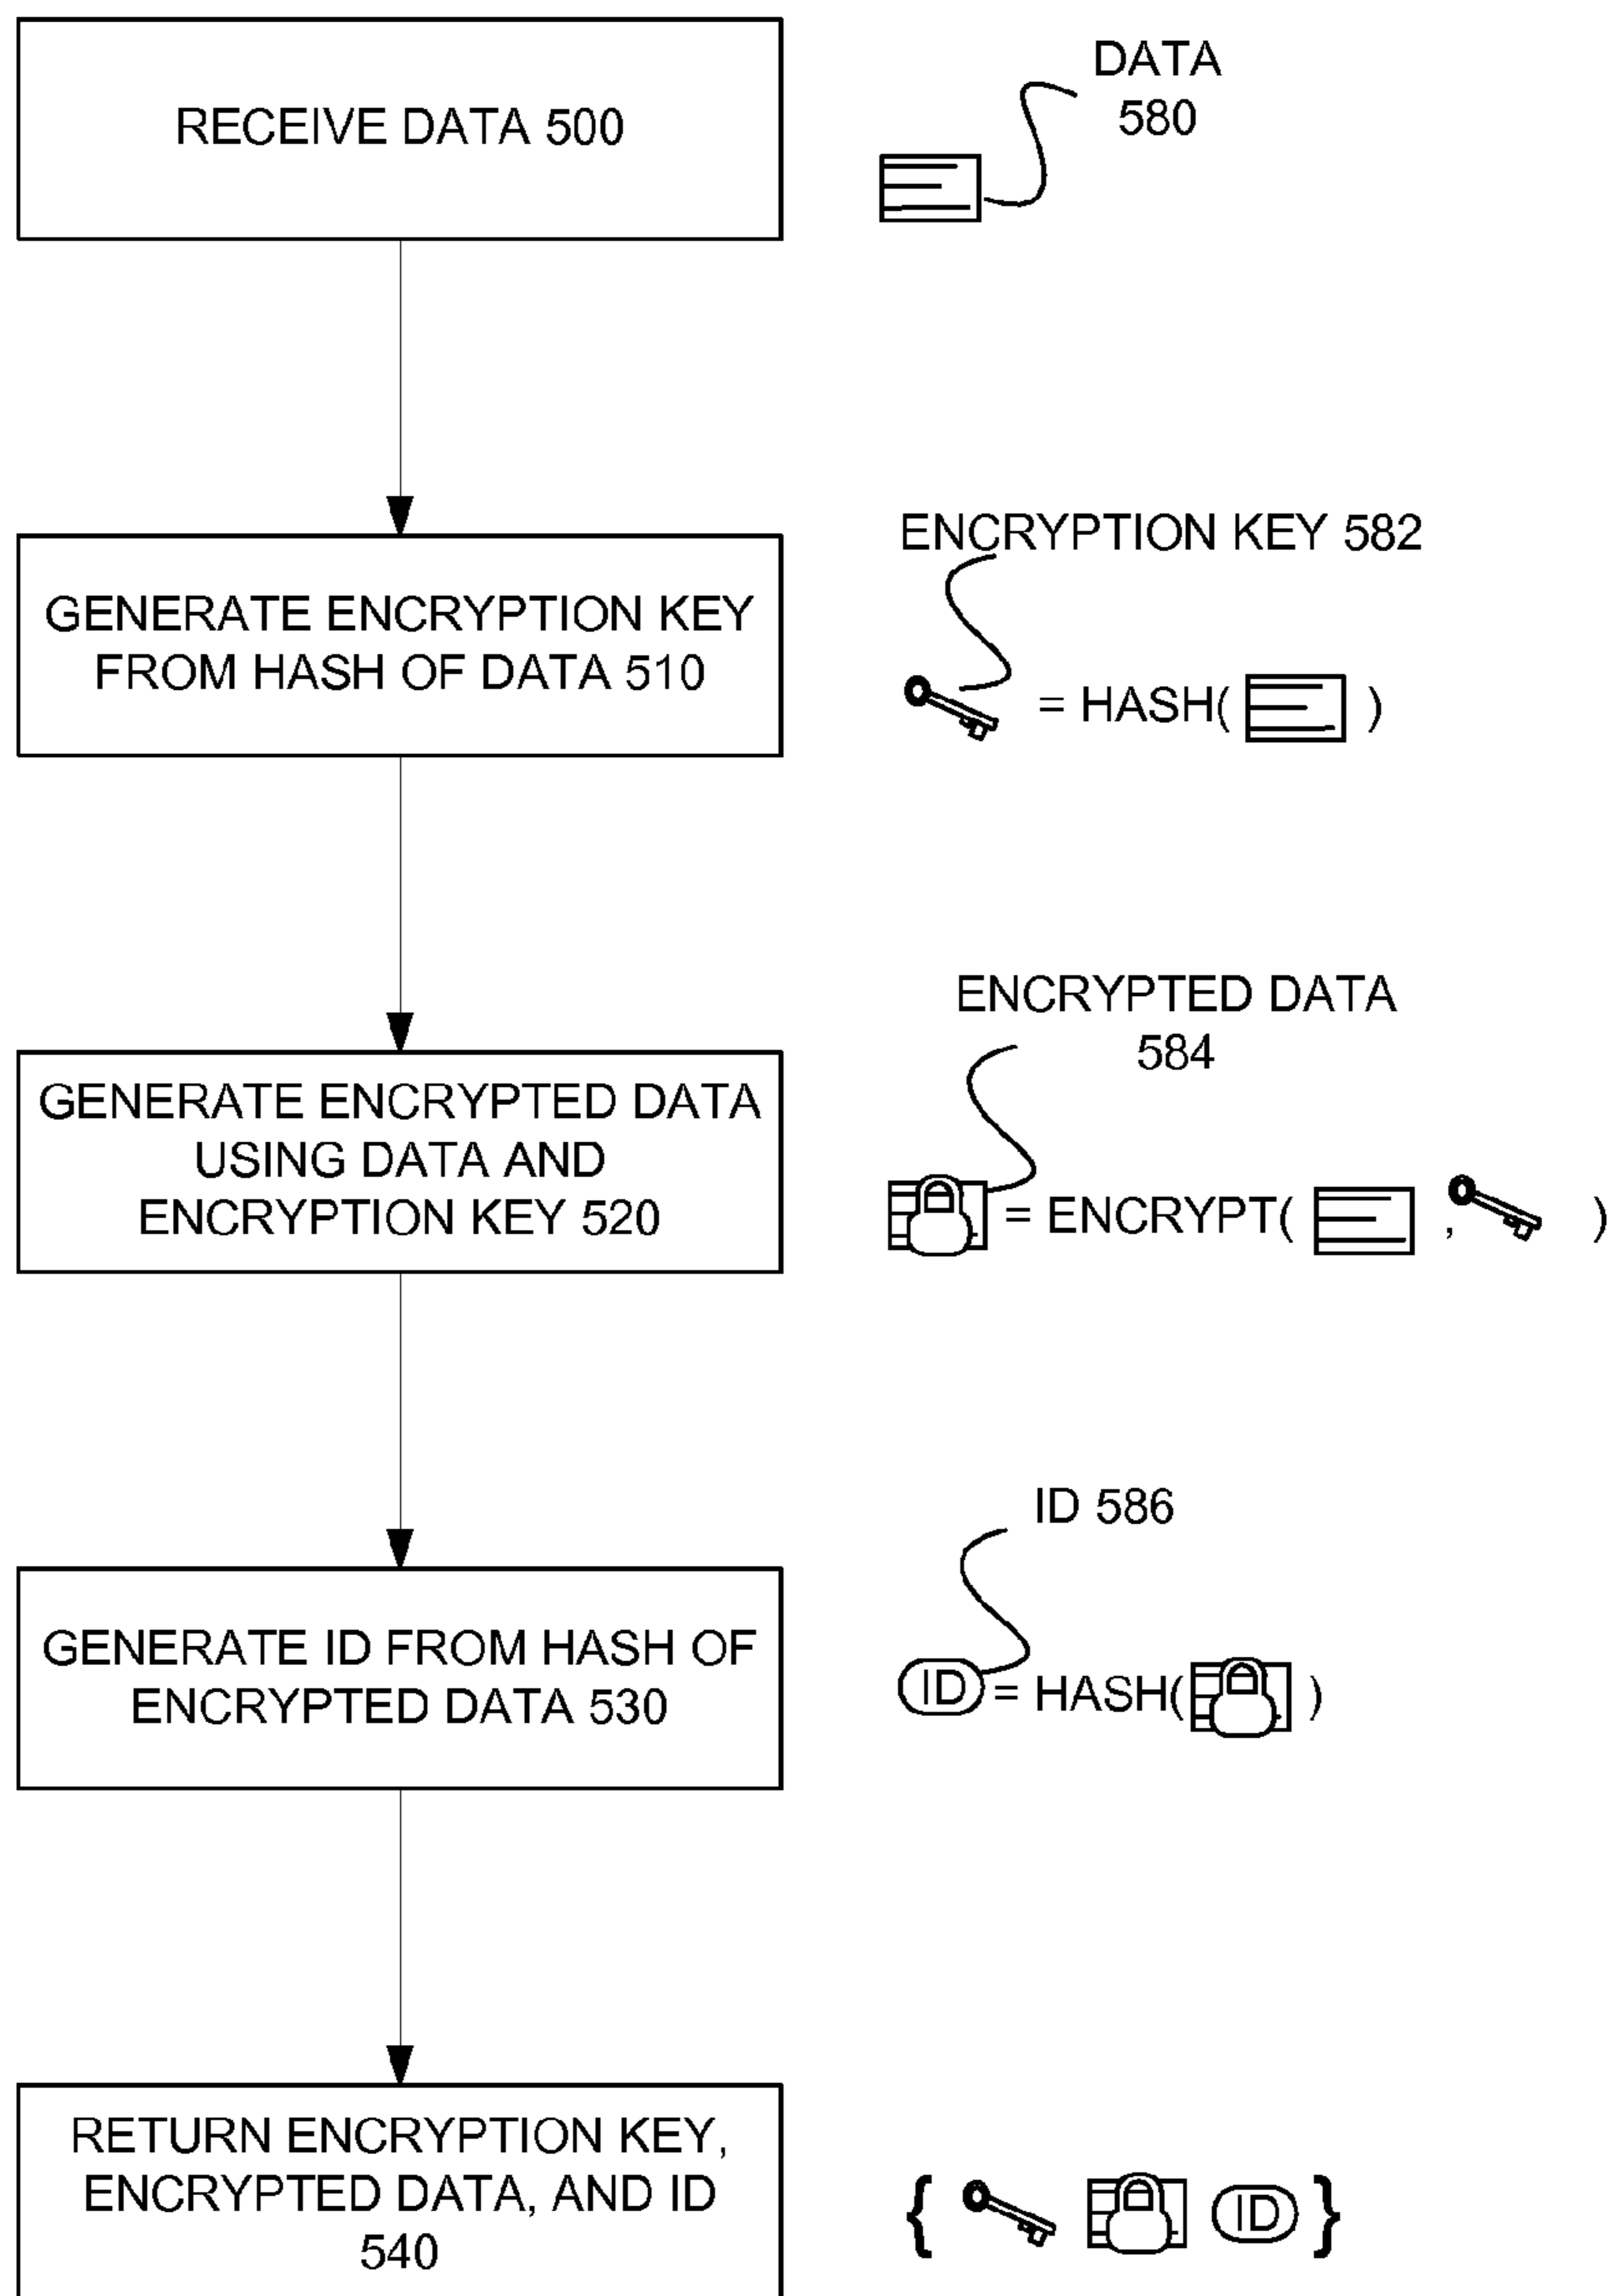 RECEIVE DATA 500
DATA
580
ENCRYPTION KEY 582
GENERATE ENCRYPTION KEY
FROM HASH OF DATA 510
= HASH( )
ENCRYPTED DATA
584
GENERATE ENCRYPTED DATA
USING DATA AND
ENCRYPTION KEY 520
= ENCRYPT( , )
ID 586
GENERATE ID FROM HASH OF
ENCRYPTED DATA 530
ID = HASH( )
RETURN ENCRYPTION KEY,
ENCRYPTED DATA, AND ID
540
{ ID }